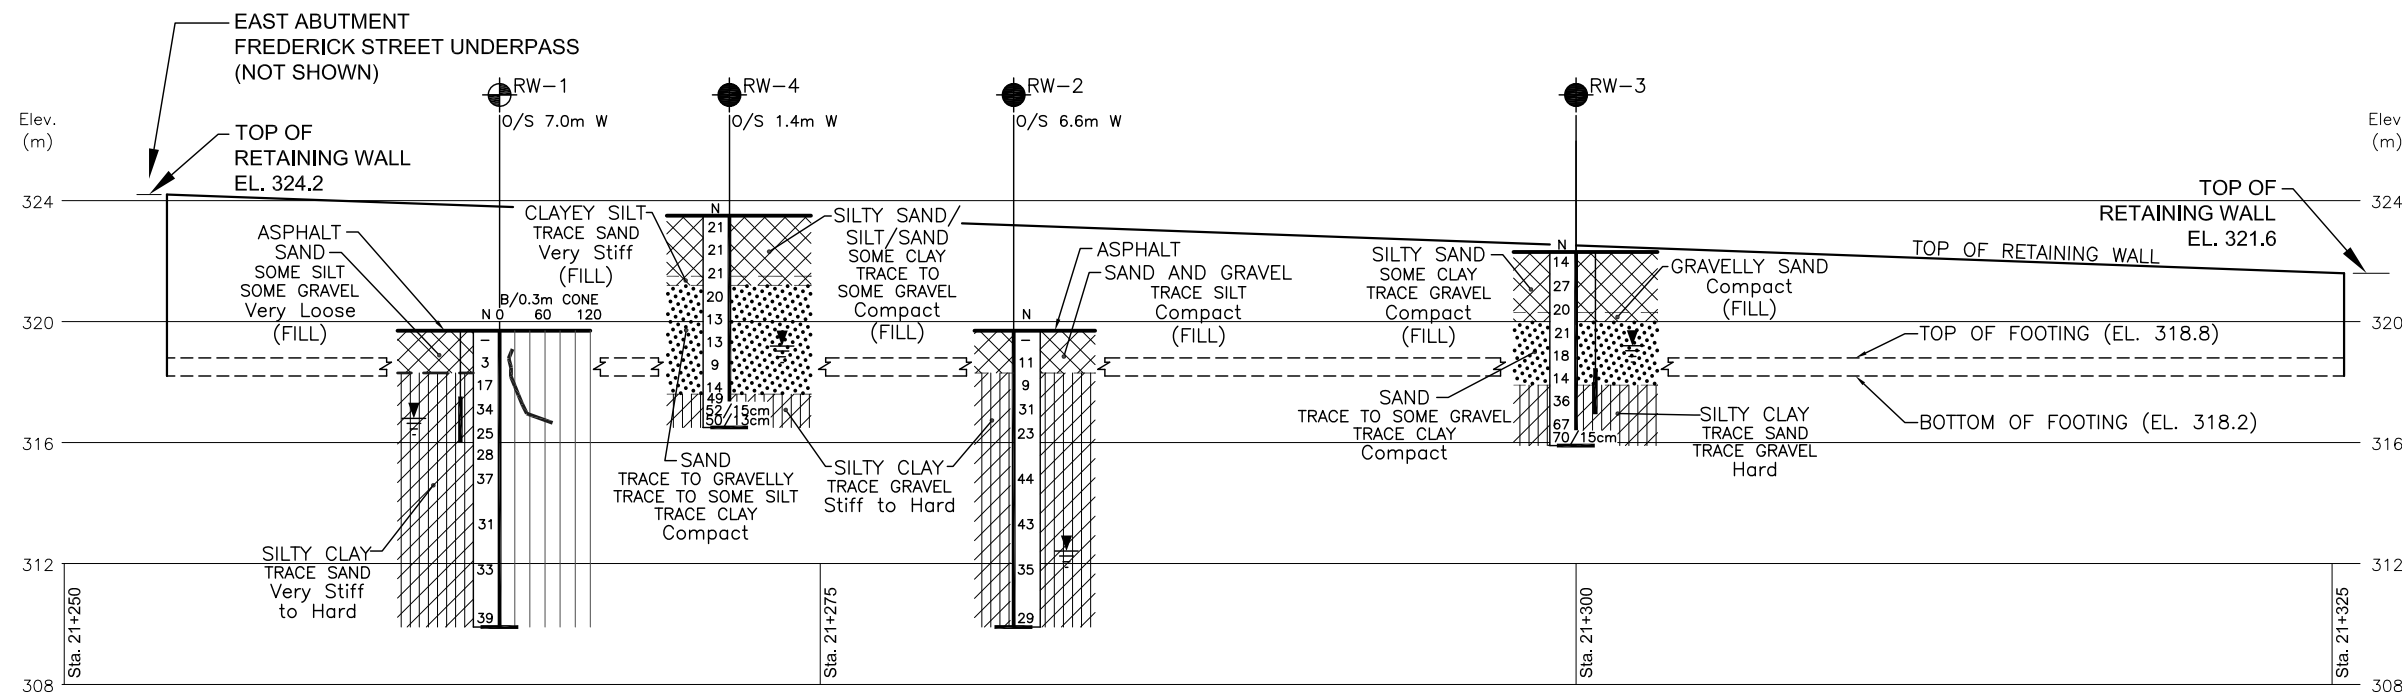 EAST ABUTMENT
FREDERICK STREET UNDERPASS
(NOT SHOWN)
RW-1
O/S 7.0m W
RW-4
O/S 1.4m W
RW-2
O/S 6.6m W
RW-3
Elev.
(m)
Elev
(m)
TOP OF
RETAINING WALL
EL. 324.2
TOP OF
RETAINING WALL
EL. 321.6
324
320
316
312
308
324
320
316
312
308
ASPHALT
SAND
SOME SILT
SOME GRAVEL
Very Loose
(FILL)
CLAYEY SILT
TRACE SAND
Very Stiff
(FILL)
B/0.3m CONE
N 0 60 120
–
3
17
34
25
28
37
31
33
39
SILTY CLAY
TRACE SAND
Very Stiff
to Hard
N
21
21
21
20
13
13
9
14
49
52/15cm
50/13cm
SILTY SAND/
SILT/SAND
SOME CLAY
TRACE TO
SOME GRAVEL
Compact
(FILL)
SAND
TRACE TO GRAVELLY
TRACE TO SOME SILT
TRACE CLAY
Compact
SILTY CLAY
TRACE GRAVEL
Stiff to Hard
N
–
11
9
31
23
44
43
35
29
ASPHALT
SAND AND GRAVEL
TRACE SILT
Compact
(FILL)
SILTY SAND
SOME CLAY
TRACE GRAVEL
Compact
(FILL)
N
14
27
20
21
18
14
36
67
70/15cm
GRAVELLY SAND
Compact
(FILL)
TOP OF RETAINING WALL
TOP OF FOOTING (EL. 318.8)
BOTTOM OF FOOTING (EL. 318.2)
SAND
TRACE TO SOME GRAVEL
TRACE CLAY
Compact
SILTY CLAY
TRACE SAND
TRACE GRAVEL
Hard
Sta. 21+250
Sta. 21+275
Sta. 21+300
Sta. 21+325